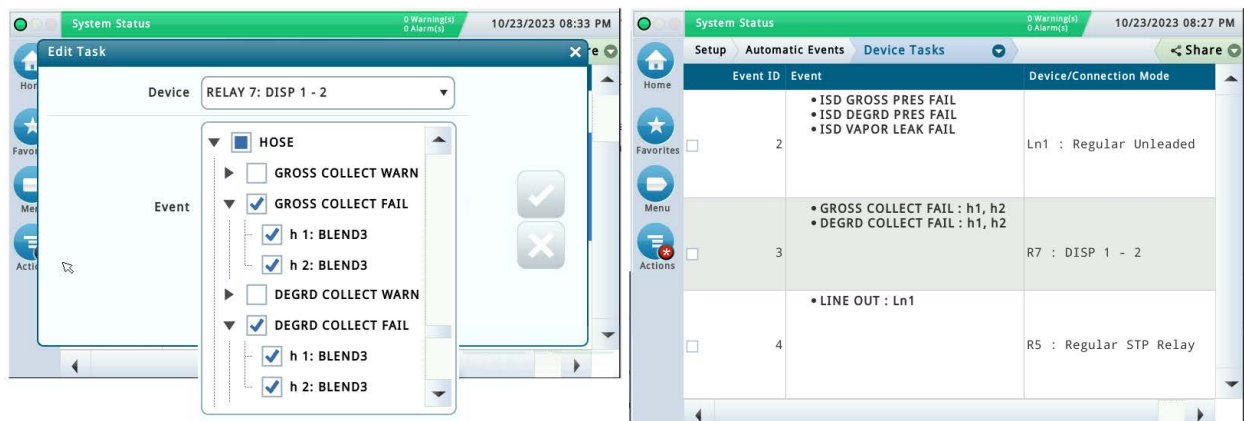 System Status
0 Warning(s)
0 Alarm(s)
10/23/2023 08:33 PM
Edit Task
Device
RELAY 7: DISP 1 - 2
Event
HOSE
GROSS COLLECT WARN
GROSS COLLECT FAIL
h 1: BLEND3
h 2: BLEND3
DEGRD COLLECT WARN
DEGRD COLLECT FAIL
h 1: BLEND3
h 2: BLEND3
System Status
0 Warning(s)
0 Alarm(s)
10/23/2023 08:27 PM
Setup Automatic Events Device Tasks
Share
Home
Favorites
Menu
Actions
Event ID Event Device/Connection Mode
• ISD GROSS PRES FAIL
• ISD DEGRD PRES FAIL
• ISD VAPOR LEAK FAIL
2 Ln1 : Regular Unleaded
• GROSS COLLECT FAIL : h1, h2
• DEGRD COLLECT FAIL : h1, h2
3 R7 : DISP 1 - 2
• LINE OUT : Ln1
4 R5 : Regular STP Relay